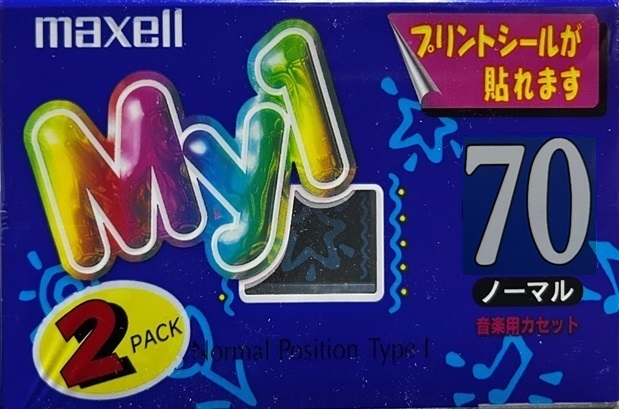 maxell
プリントシールが
貼れます
My1
70
ノーマル
音楽用カセット
2 PACK
Normal Position Type I